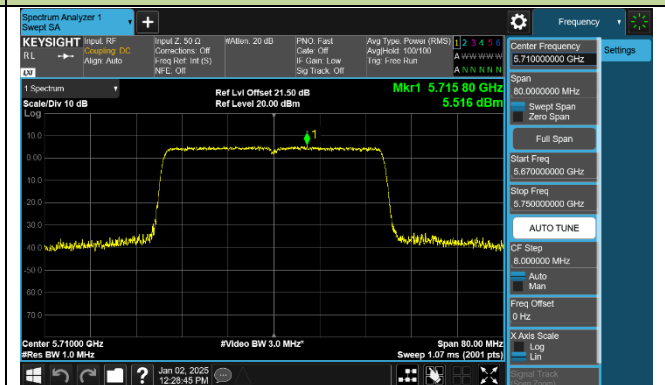 Spectrum Analyzer 1
Swept SA
Frequency
KEYSIGHT
RL
LXI
Input: RF
Coupling: DC
Align: Auto
Input Z: 50 Ω
Corrections: Off
Freq Ref: Int (S)
NFE: Off
#Atten: 20 dB
PNO: Fast
Gate: Off
IF Gain: Low
Sig Track: Off
Avg Type: Power (RMS)
Avg|Hold: 100/100
Trig: Free Run
1 2 3 4 5 6
A W W W W W
A N N N N N
1 Spectrum
Scale/Div 10 dB
Log
Ref Lvl Offset 21.50 dB
Ref Level 20.00 dBm
Mkr1 5.715 80 GHz
5.516 dBm
1
10.0
0.00
-10.0
-20.0
-30.0
-40.0
-50.0
-60.0
-70.0
Center 5.71000 GHz
#Res BW 1.0 MHz
#Video BW 3.0 MHz*
Span 80.00 MHz
Sweep 1.07 ms (2001 pts)
Jan 02, 2025
12:28:45 PM
Center Frequency
5.710000000 GHz
Span
80.0000000 MHz
Swept Span
Zero Span
Full Span
Start Freq
5.670000000 GHz
Stop Freq
5.750000000 GHz
AUTO TUNE
CF Step
8.000000 MHz
Auto
Man
Freq Offset
0 Hz
X Axis Scale
Log
Lin
Signal Track
(Span Zoom)
Settings